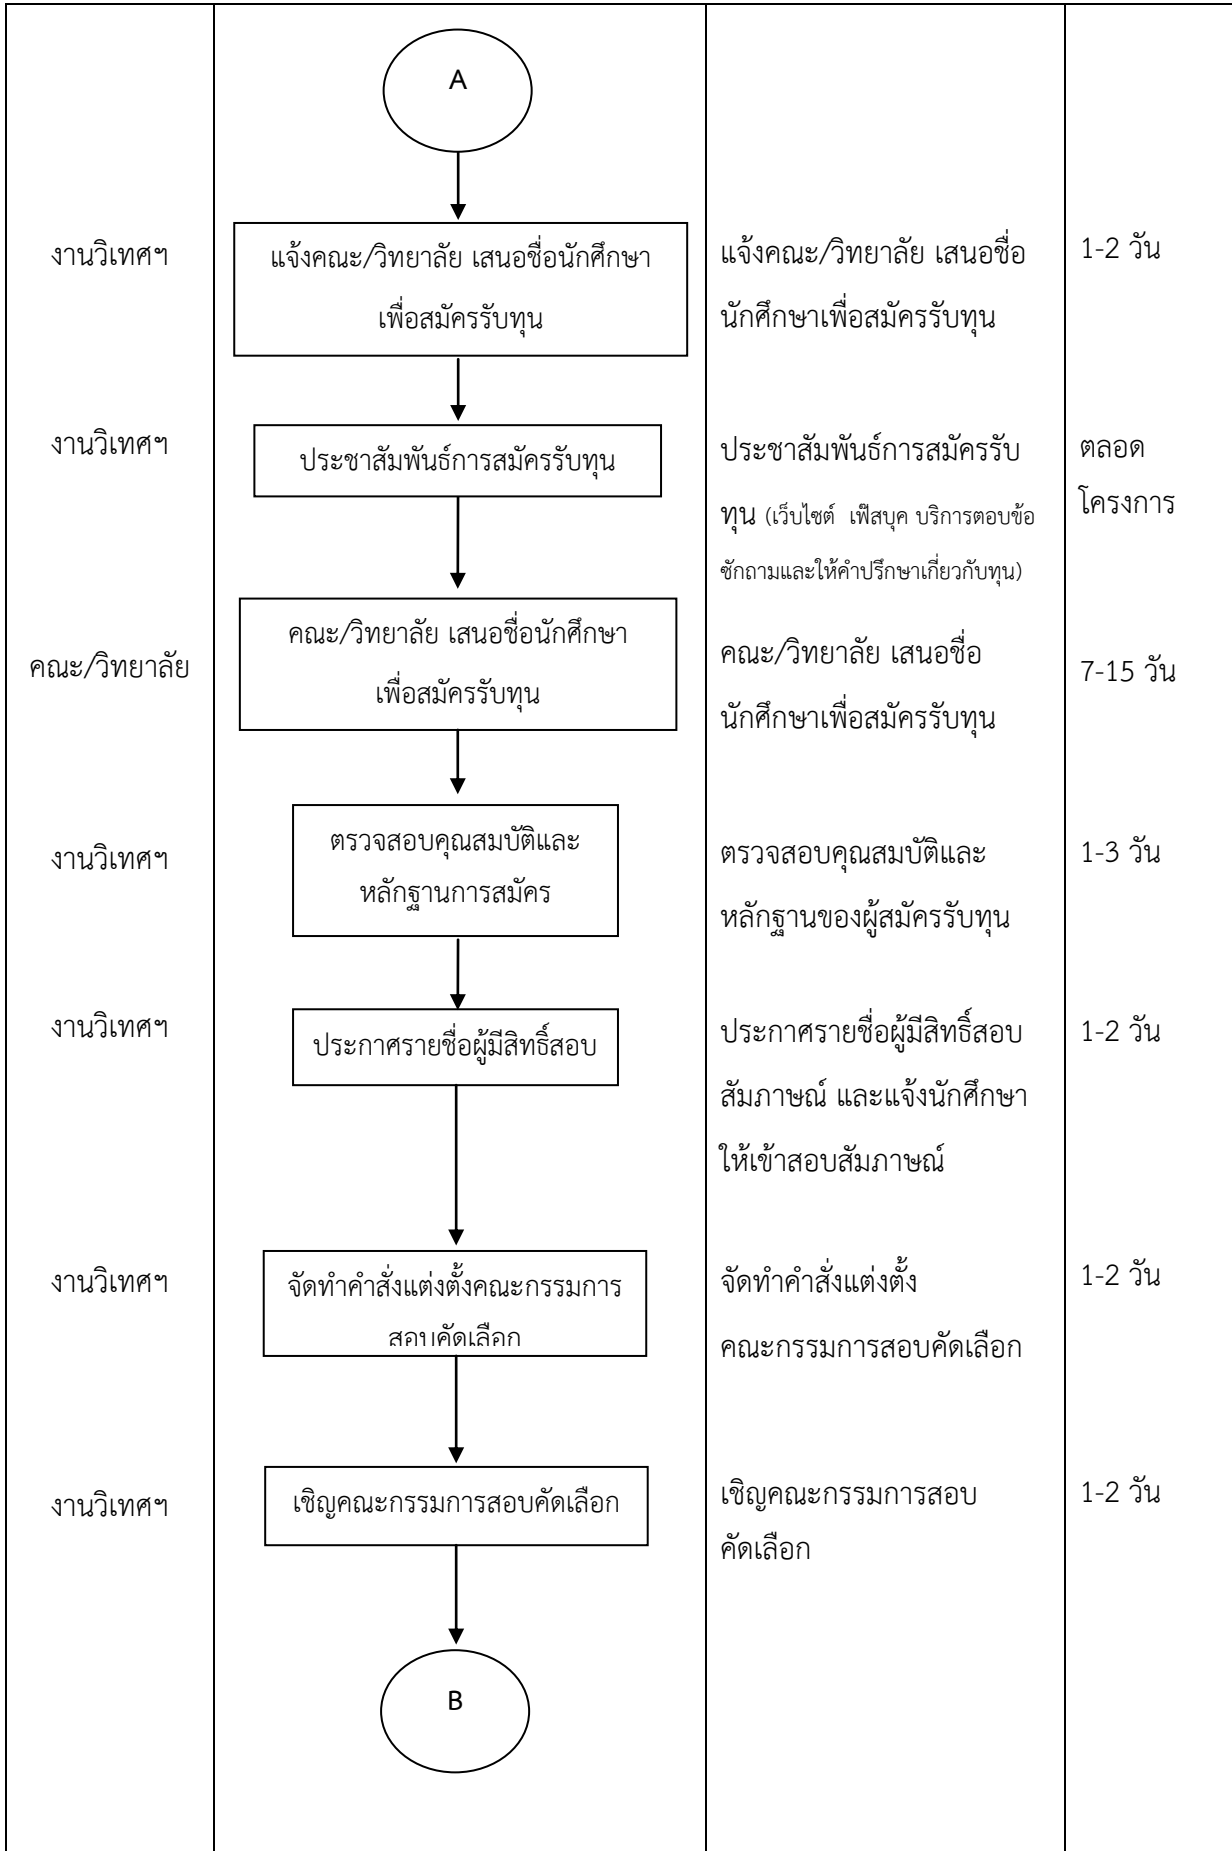 A
งานวิเทศฯ
แจ้งคณะ/วิทยาลัย เสนอชื่อนักศึกษา
เพื่อสมัครรับทุน
แจ้งคณะ/วิทยาลัย เสนอชื่อ
นักศึกษาเพื่อสมัครรับทุน
1-2 วัน
งานวิเทศฯ
ประชาสัมพันธ์การสมัครรับทุน
ประชาสัมพันธ์การสมัครรับ
ทุน (เว็บไซต์ เฟ๊สบุค บริการตอบข้อ
ซักถามและให้คำปรึกษาเกี่ยวกับทุน)
ตลอด
โครงการ
คณะ/วิทยาลัย
คณะ/วิทยาลัย เสนอชื่อนักศึกษา
เพื่อสมัครรับทุน
คณะ/วิทยาลัย เสนอชื่อ
นักศึกษาเพื่อสมัครรับทุน
7-15 วัน
งานวิเทศฯ
ตรวจสอบคุณสมบัติและ
หลักฐานการสมัคร
ตรวจสอบคุณสมบัติและ
หลักฐานของผู้สมัครรับทุน
1-3 วัน
งานวิเทศฯ
ประกาศรายชื่อผู้มีสิทธิ์สอบ
ประกาศรายชื่อผู้มีสิทธิ์สอบ
สัมภาษณ์ และแจ้งนักศึกษา
ให้เข้าสอบสัมภาษณ์
1-2 วัน
งานวิเทศฯ
จัดทำคำสั่งแต่งตั้งคณะกรรมการ
สอบคัดเลือก
จัดทำคำสั่งแต่งตั้ง
คณะกรรมการสอบคัดเลือก
1-2 วัน
งานวิเทศฯ
เชิญคณะกรรมการสอบคัดเลือก
เชิญคณะกรรมการสอบ
คัดเลือก
1-2 วัน
B